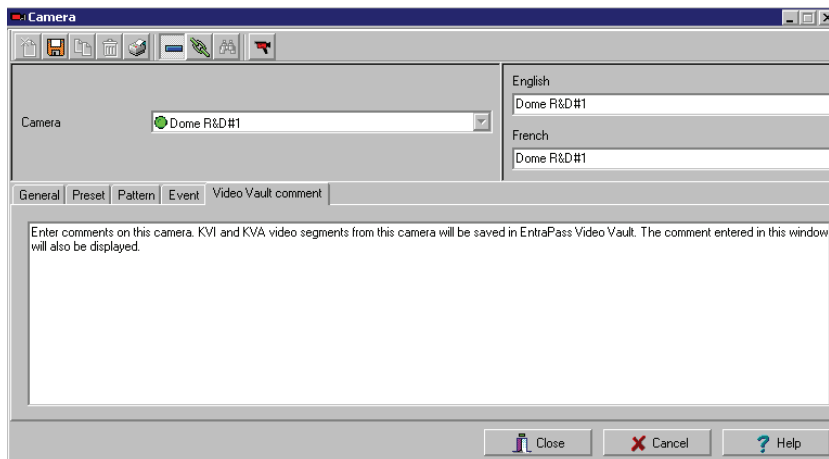 Camera
English
Dome R&D#1
Camera
Dome R&D#1
French
Dome R&D#1
General
Preset
Pattern
Event
Video Vault comment
Enter comments on this camera. KVI and KVA video segments from this camera will be saved in EntraPass Video Vault. The comment entered in this window
will also be displayed.
Close
Cancel
? Help